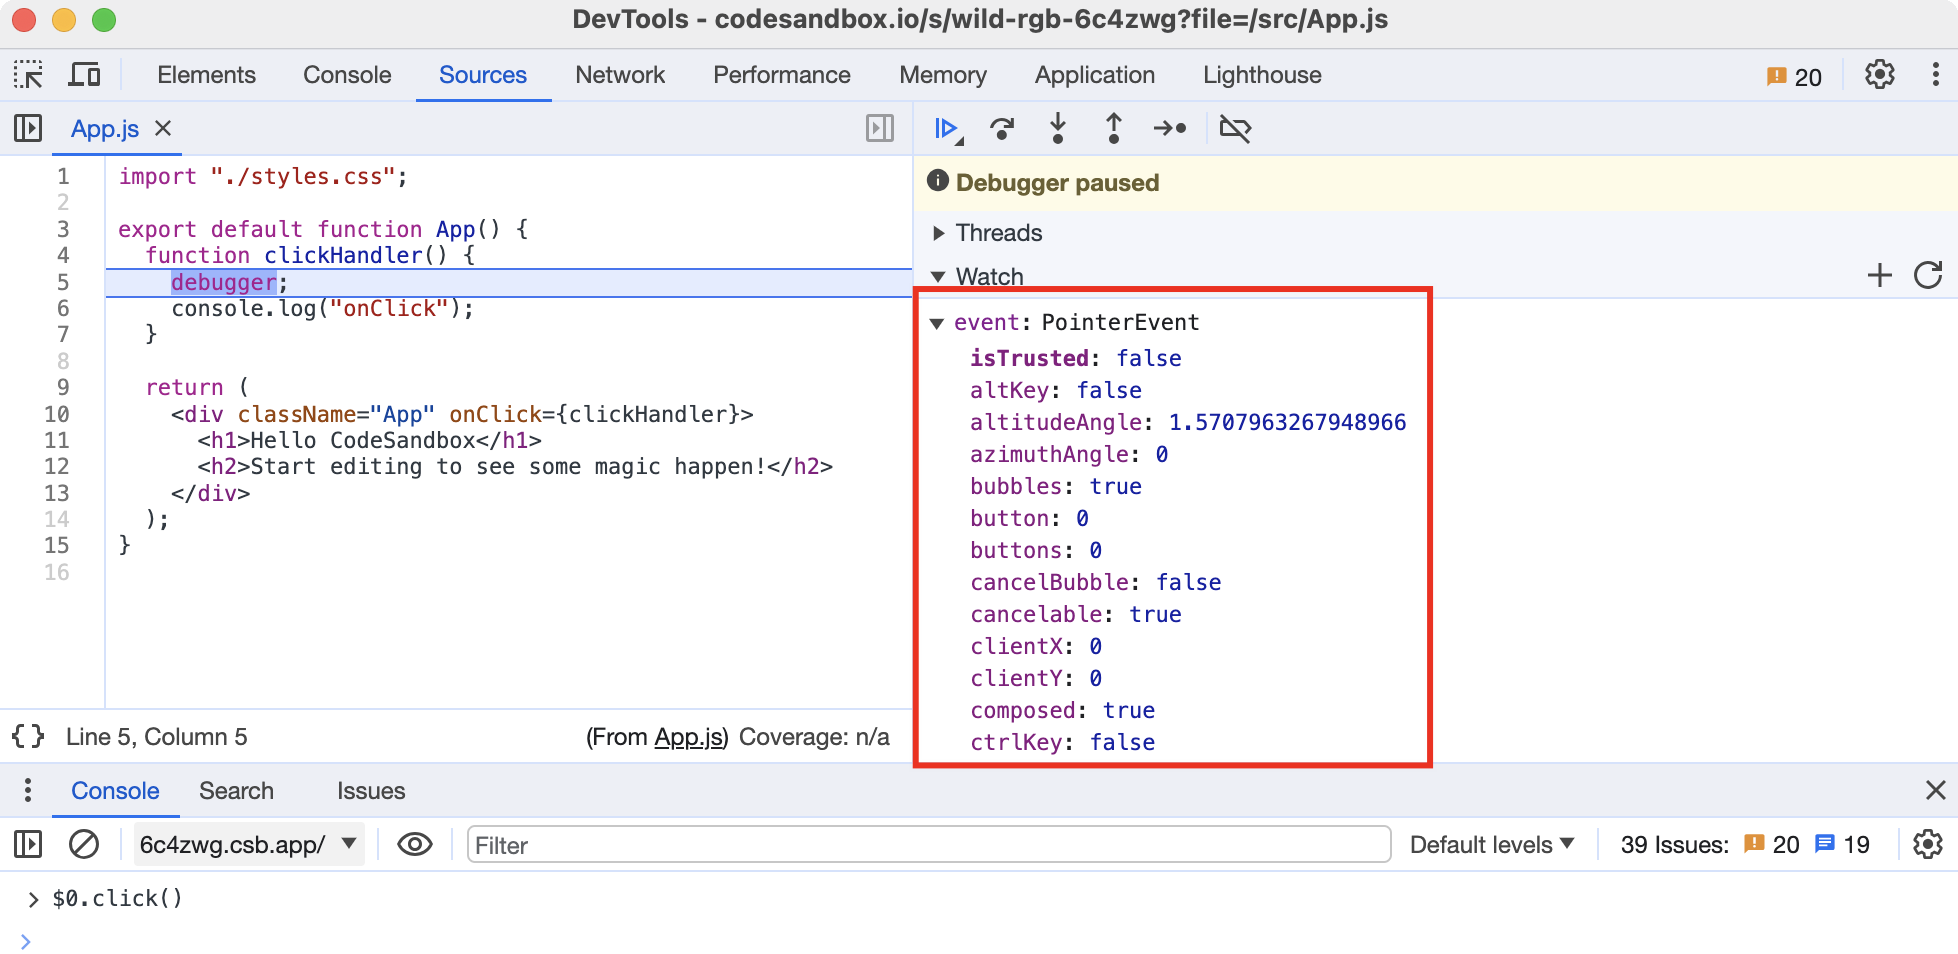 DevTools - codesandbox.io/s/wild-rgb-6c4zwg?file=/src/App.js
Elements Console Sources Network Performance Memory Application Lighthouse 20
App.js
1 import "./styles.css";
2
3 export default function App() {
4 function clickHandler() {
5 debugger;
6 console.log("onClick");
7 }
8
9 return (
10 <div className="App" onClick={clickHandler}>
11 <h1>Hello CodeSandbox</h1>
12 <h2>Start editing to see some magic happen!</h2>
13 </div>
14 );
15 }
16
{ } Line 5, Column 5 (From App.js) Coverage: n/a
Debugger paused
Threads
Watch
event: PointerEvent
isTrusted: false
altKey: false
altitudeAngle: 1.5707963267948966
azimuthAngle: 0
bubbles: true
button: 0
buttons: 0
cancelBubble: false
cancelable: true
clientX: 0
clientY: 0
composed: true
ctrlKey: false
Console Search Issues
6c4zwg.csb.app/ Filter Default levels 39 Issues: 20 19
> $0.click()
>